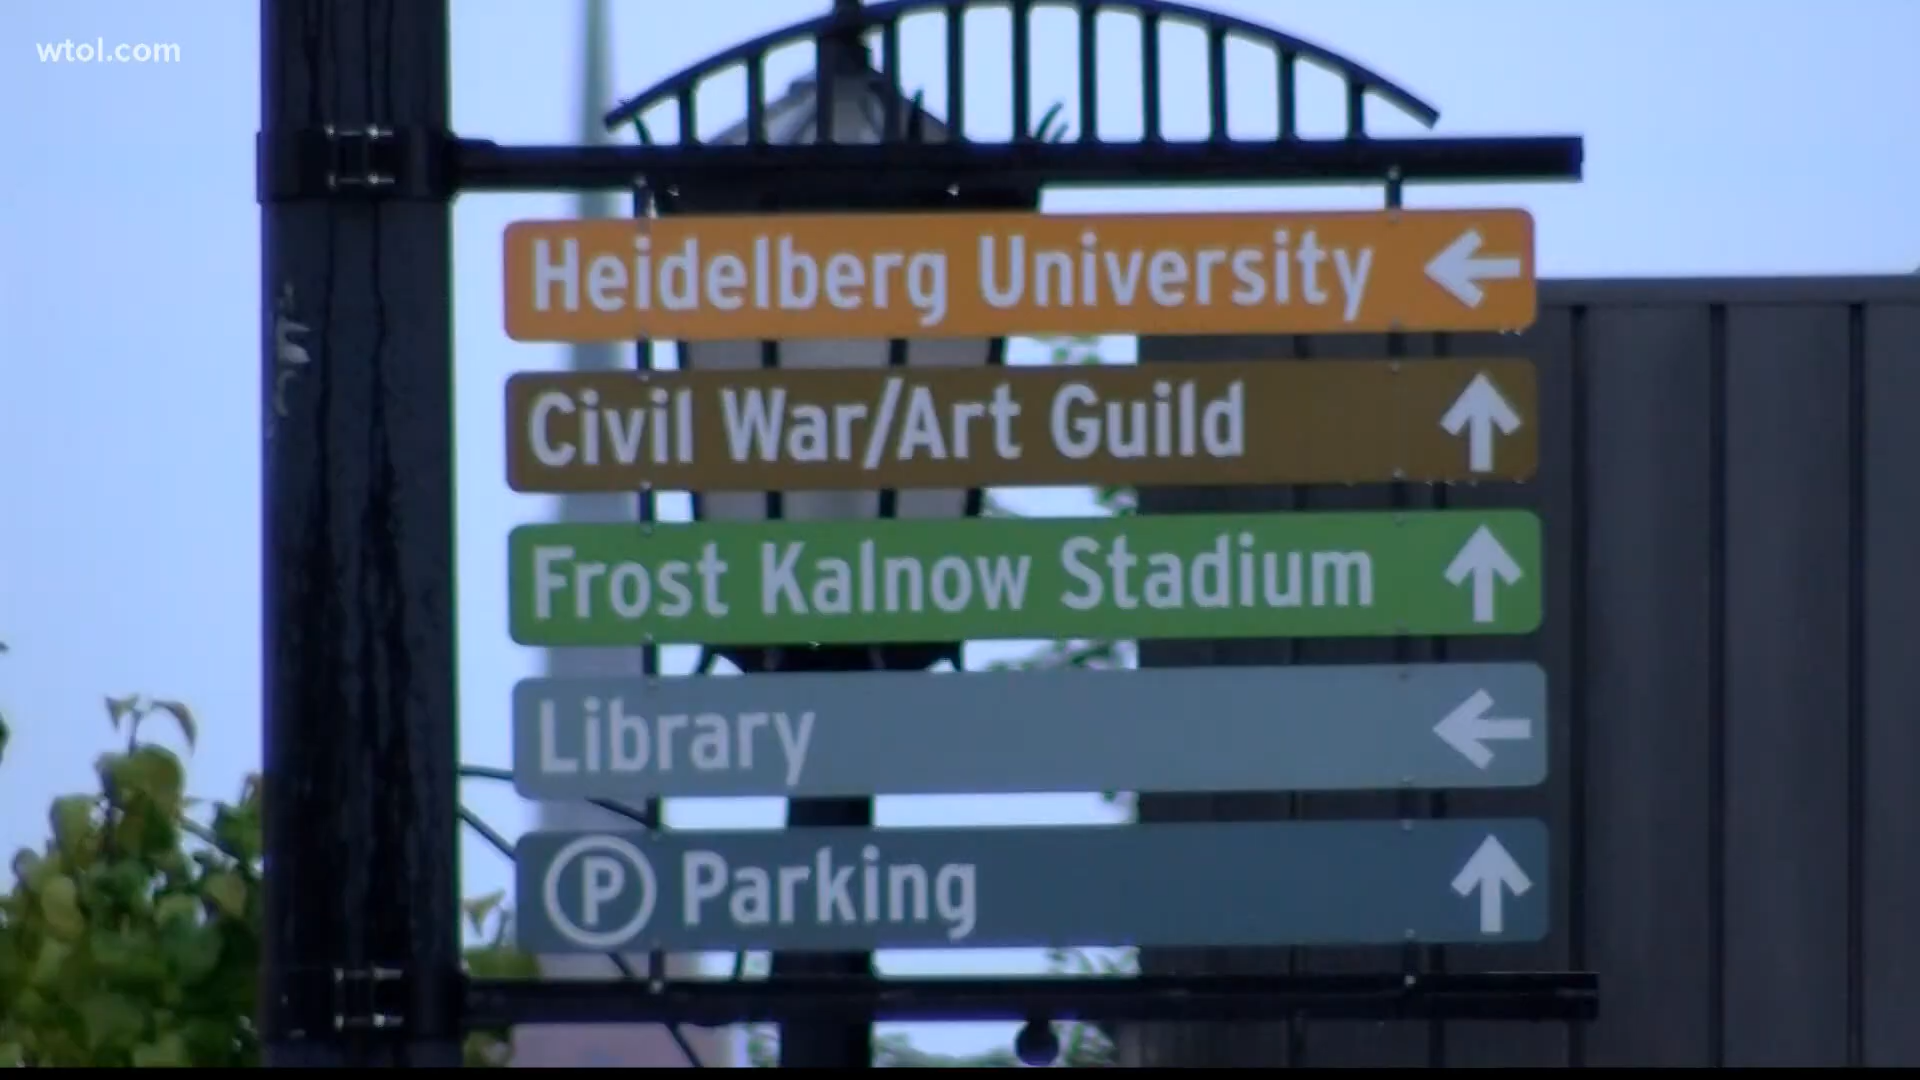 wtol.com
Heidelberg University ←
Civil War/Art Guild ↑
Frost Kalnow Stadium ↑
Library ←
P Parking ↑